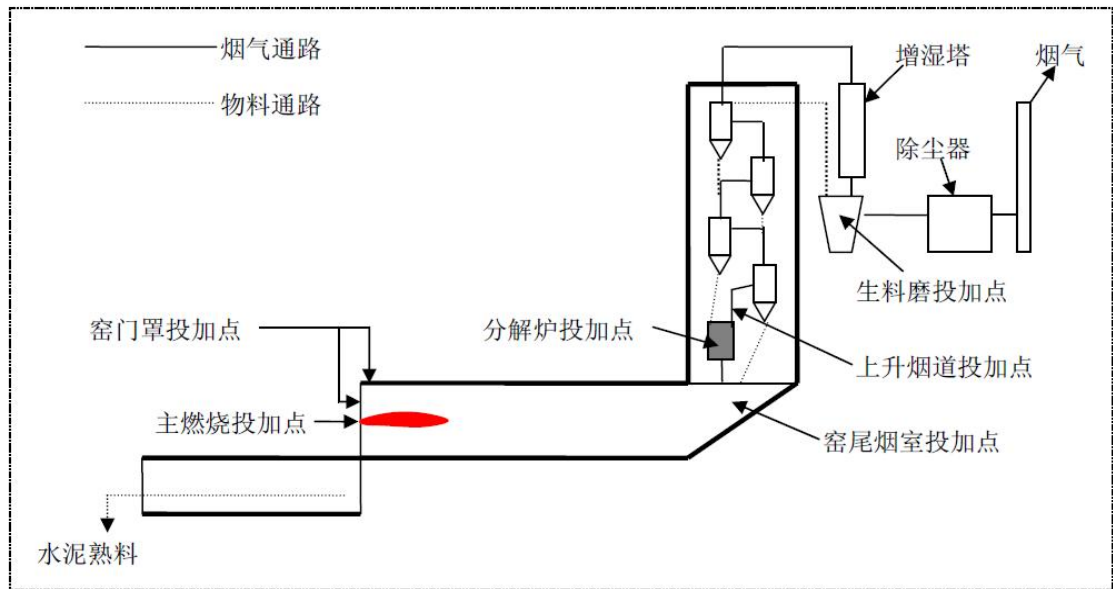 烟气通路
物料通路
增湿塔
烟气
除尘器
生料磨投加点
窑门罩投加点
分解炉投加点
上升烟道投加点
主燃烧投加点
窑尾烟室投加点
水泥熟料